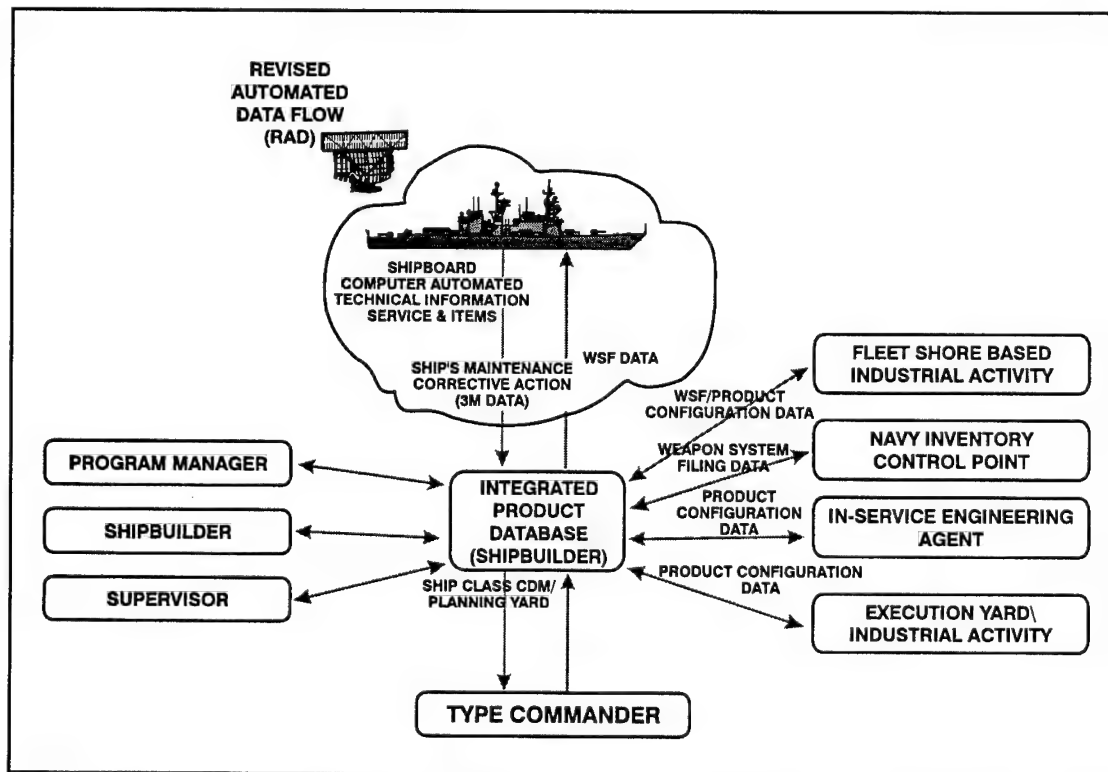 REVISED
AUTOMATED
DATA FLOW
(RAD)
SHIPBOARD
COMPUTER AUTOMATED
TECHNICAL INFORMATION
SERVICE & ITEMS
SHIP'S MAINTENANCE
CORRECTIVE ACTION
(3M DATA)
WSF DATA
WSF/PRODUCT
CONFIGURATION DATA
WEAPON SYSTEM
FILING DATA
PRODUCT
CONFIGURATION
DATA
PRODUCT CONFIGURATION
DATA
FLEET SHORE BASED
INDUSTRIAL ACTIVITY
NAVY INVENTORY
CONTROL POINT
IN-SERVICE ENGINEERING
AGENT
EXECUTION YARD\
INDUSTRIAL ACTIVITY
PROGRAM MANAGER
SHIPBUILDER
SUPERVISOR
INTEGRATED
PRODUCT
DATABASE
(SHIPBUILDER)
SHIP CLASS CDM/
PLANNING YARD
TYPE COMMANDER